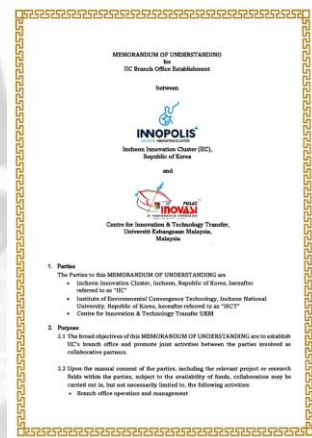 MEMORANDUM OF UNDERSTANDING
for
IIC Branch Office Establishment
between
INNOPOLIS
Incheon Innovation Cluster (IIC),
Republic of Korea
and
PUSAT
inovasi
Centre for Innovation & Technology Transfer,
Universiti Kebangsaan Malaysia,
Malaysia
1. Parties
The Parties to this MEMORANDUM OF UNDERSTANDING are
• Incheon Innovation Cluster, Incheon, Republic of Korea, hereafter
referred to as "IIC"
• Institute of Environmental Convergence Technology, Incheon National
University, Republic of Korea, hereafter referred to as "IECT"
• Centre for Innovation & Technology Transfer UKM
2. Purpose
2.1 The broad objectives of this MEMORANDUM OF UNDERSTANDING are to establish
IIC's branch office and promote joint activities between the parties involved as
collaborative partners.
2.2 Upon the manual consent of the parties, including the relevant project or research
fields within the parties, subject to the availability of funds, collaboration may be
carried out in, but not necessarily limited to, the following activities:
• Branch office operation and management